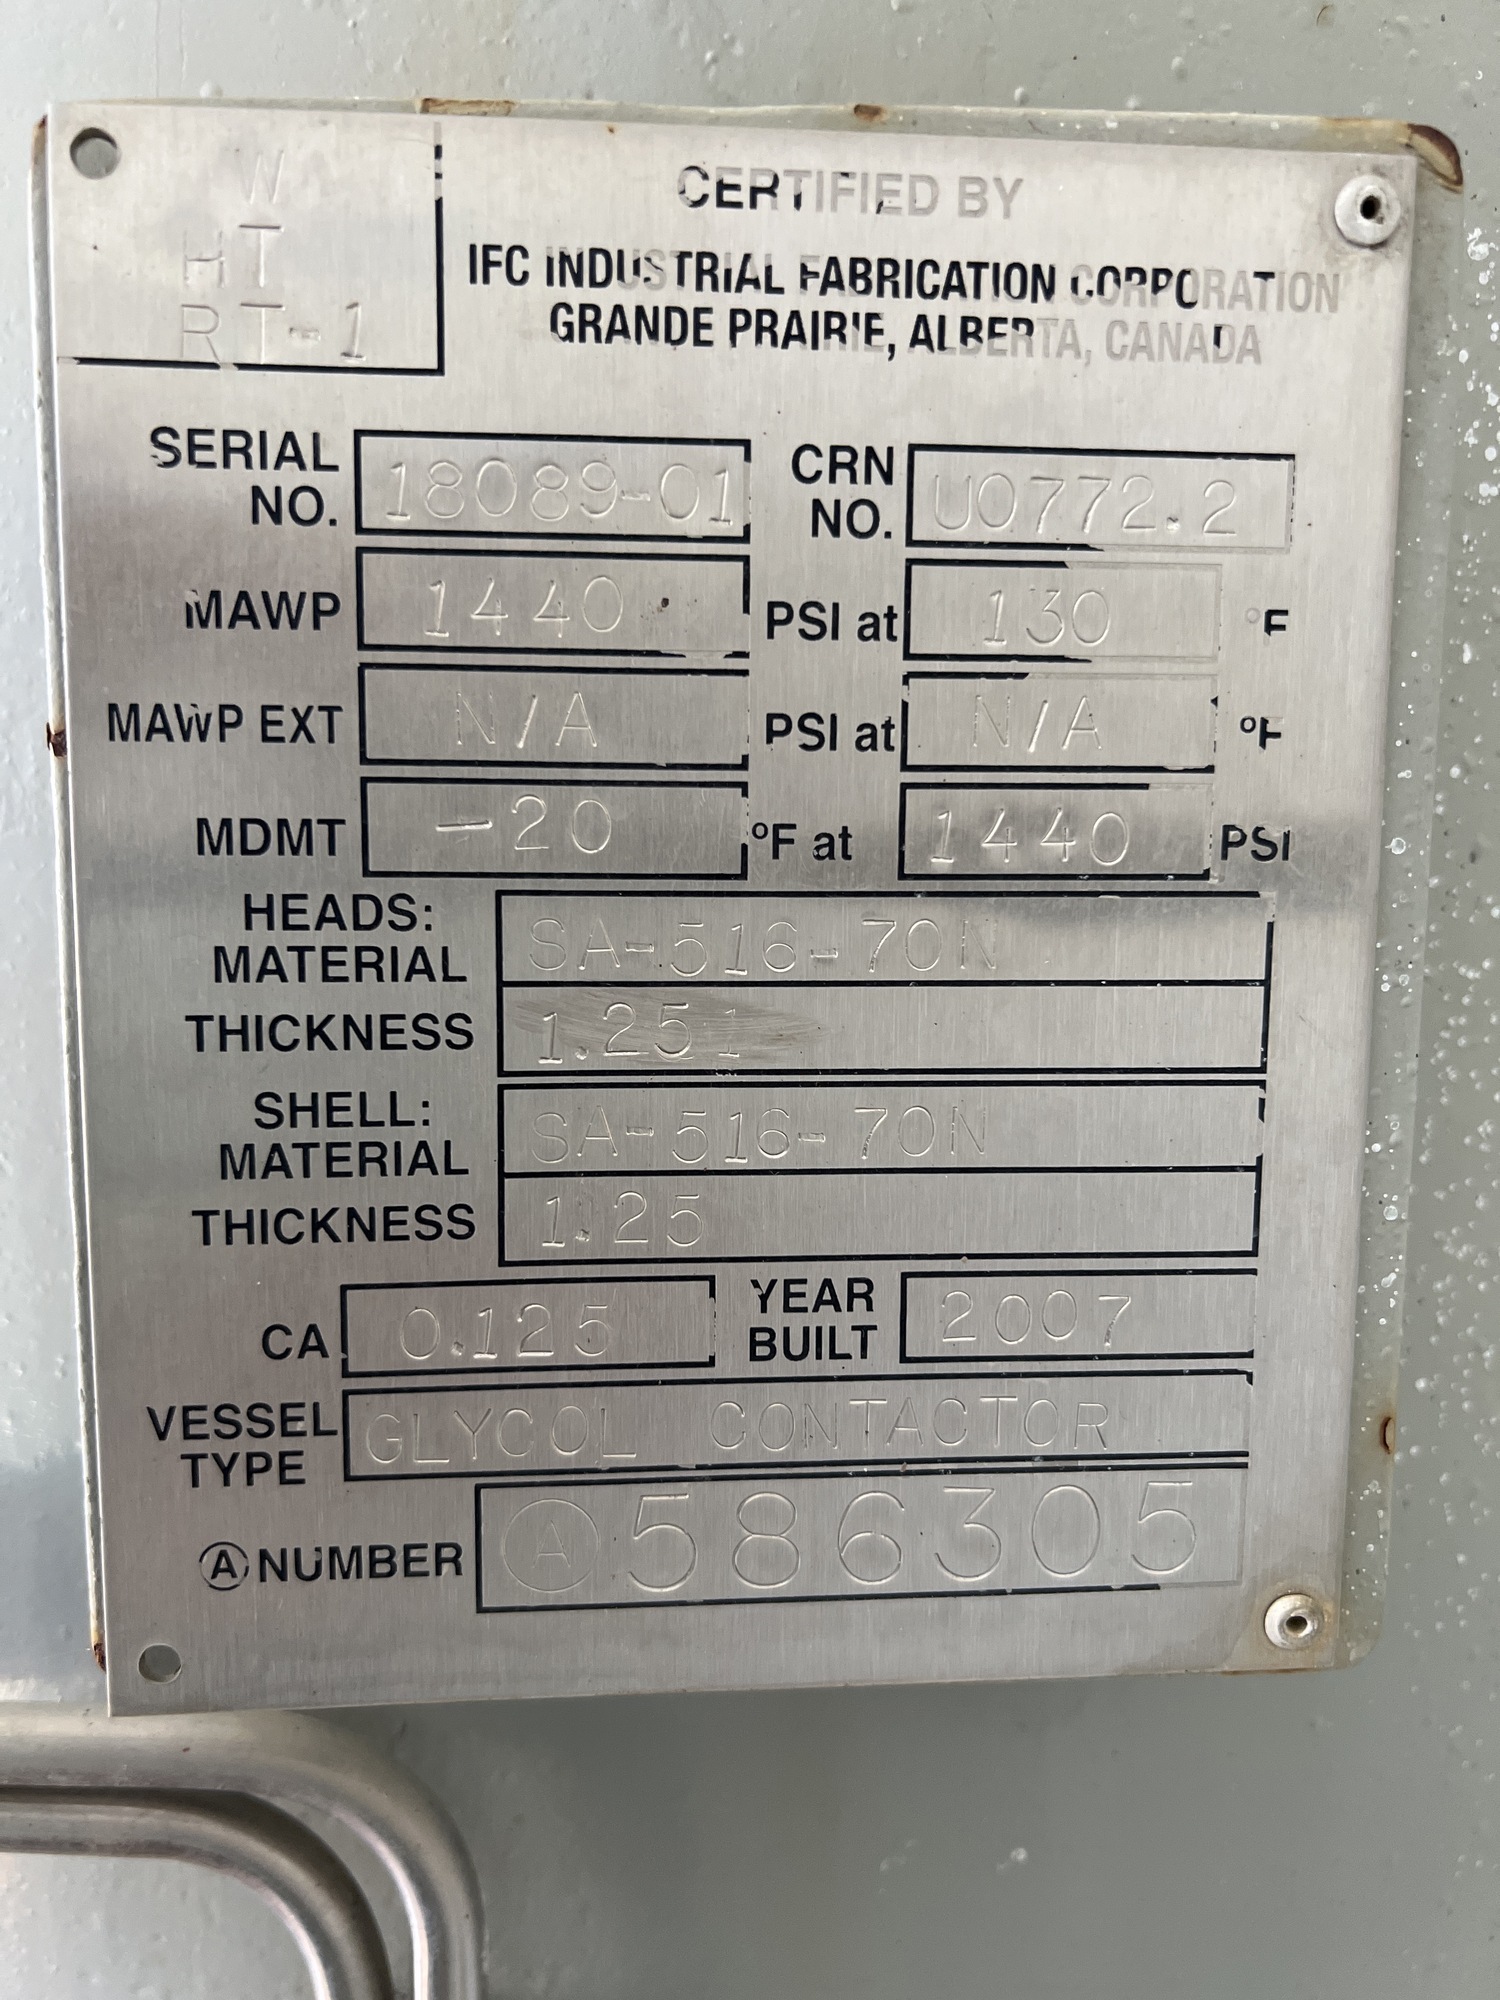 W
HT
RT-1
CERTIFIED BY
IFC INDUSTRIAL FABRICATION CORPORATION
GRANDE PRAIRIE, ALBERTA, CANADA
SERIAL NO. 18089-01 CRN NO. U0772.2
MAWP 1440 PSI at 130 °F
MAWP EXT N/A PSI at N/A °F
MDMT -20 °F at 1440 PSI
HEADS:
MATERIAL SA-516-70N
THICKNESS 1.25
SHELL:
MATERIAL SA-516-70N
THICKNESS 1.25
CA 0.125 YEAR BUILT 2007
VESSEL TYPE GLYCOL CONTACTOR
Ⓐ NUMBER Ⓐ586305